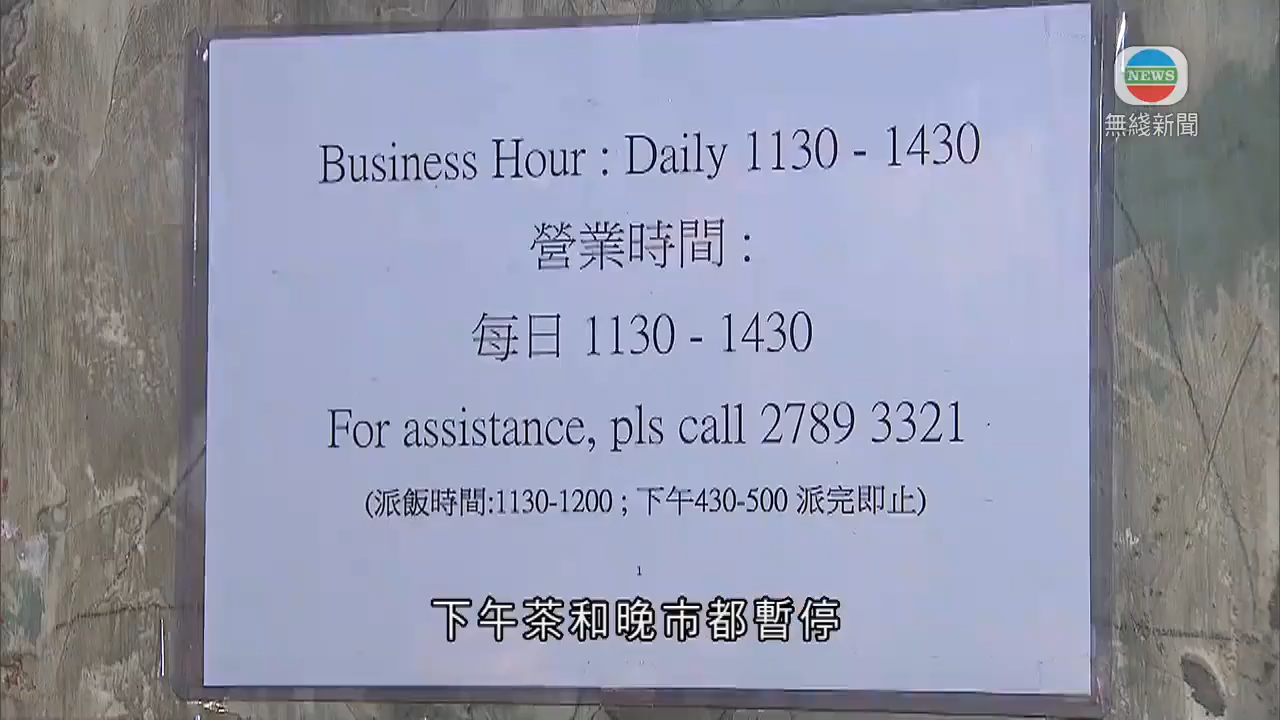 NEWS
無綫新聞
Business Hour : Daily 1130 - 1430
營業時間 :
每日 1130 - 1430
For assistance, pls call 2789 3321
(派飯時間:1130-1200 ; 下午430-500 派完即止)
1
下午茶和晚市都暫停